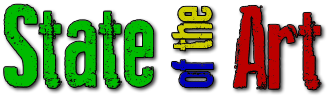 State of the Art